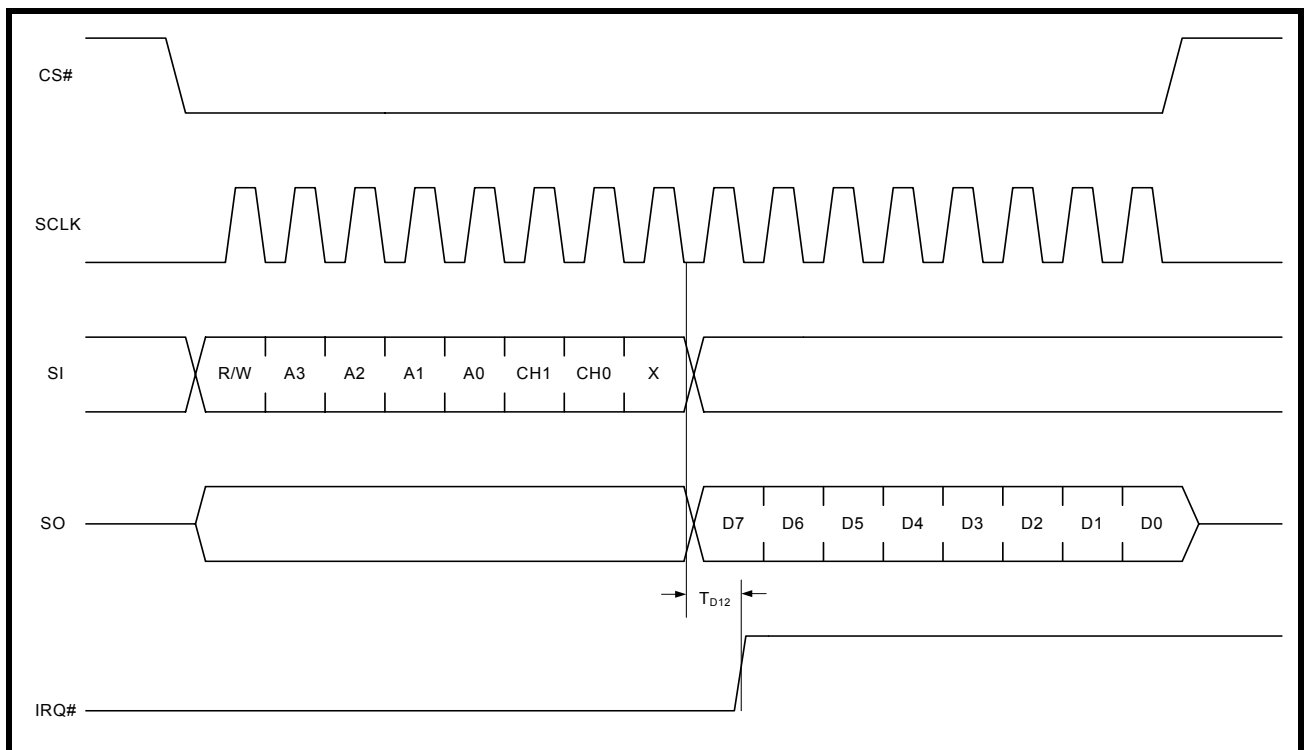 CS#
SCLK
SI
R/W A3 A2 A1 A0 CH1 CH0 X
SO
D7 D6 D5 D4 D3 D2 D1 D0
TD12
IRQ#